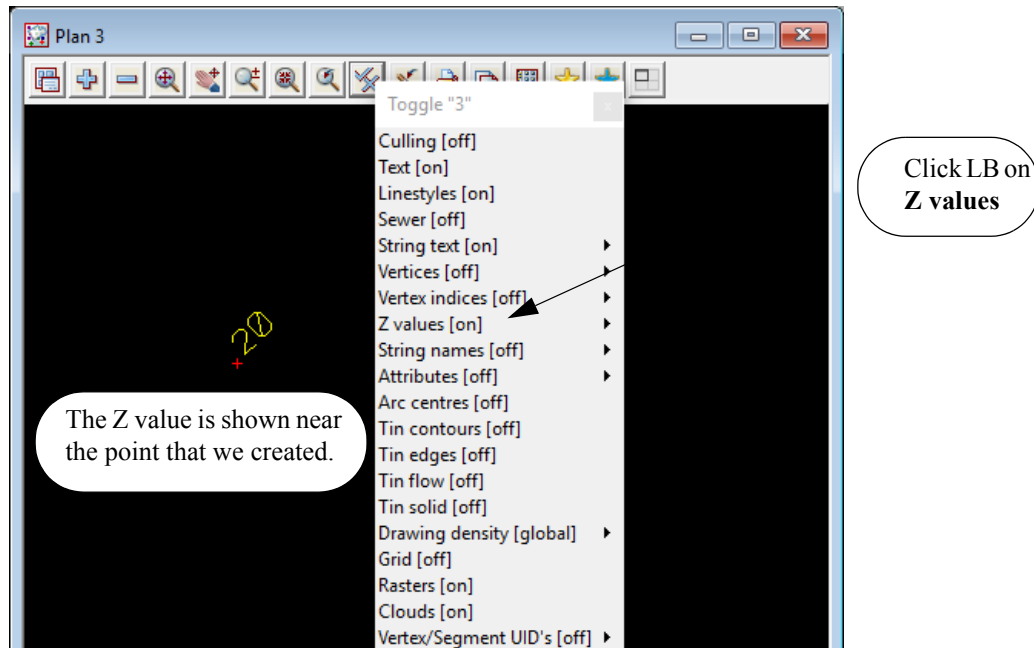 Plan 3
Toggle "3"
Culling [off]
Text [on]
Linestyles [on]
Sewer [off]
String text [on]
Vertices [off]
Vertex indices [off]
Z values [on]
String names [off]
Attributes [off]
Arc centres [off]
Tin contours [off]
Tin edges [off]
Tin flow [off]
Tin solid [off]
Drawing density [global]
Grid [off]
Rasters [on]
Clouds [on]
Vertex/Segment UID's [off]
Click LB on
Z values
20
The Z value is shown near
the point that we created.